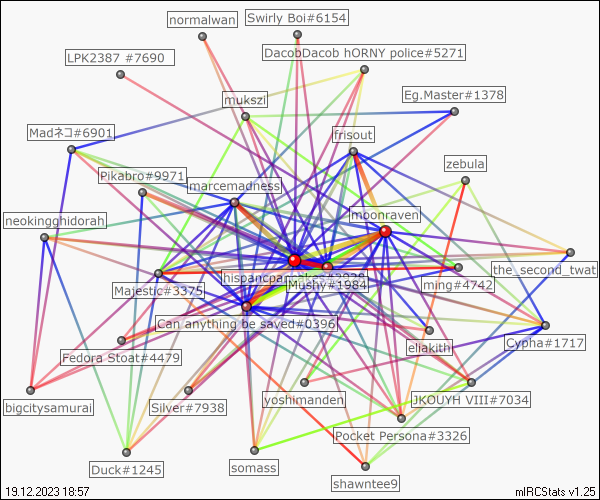 normalwan
Swirly Boi#6154
LPK2387 #7690
DacobDacob hORNY police#5271
mukszi
Eg.Master#1378
Madネコ#6901
frisout
zebula
Pikabro#9971
marcemadness
moonraven
neokingghidorah
the_second_twat
Majestic#3375
Mushy#1984
ming#4742
Can anything be saved#0396
Cypha#1717
eliakith
Fedora Stoat#4479
bigcitysamurai
Silver#7938
yoshimanden
JKOUYH VIII#7034
Pocket Persona#3326
Duck#1245
somass
shawntee9
19.12.2023 18:57
mIRCStats v1.25